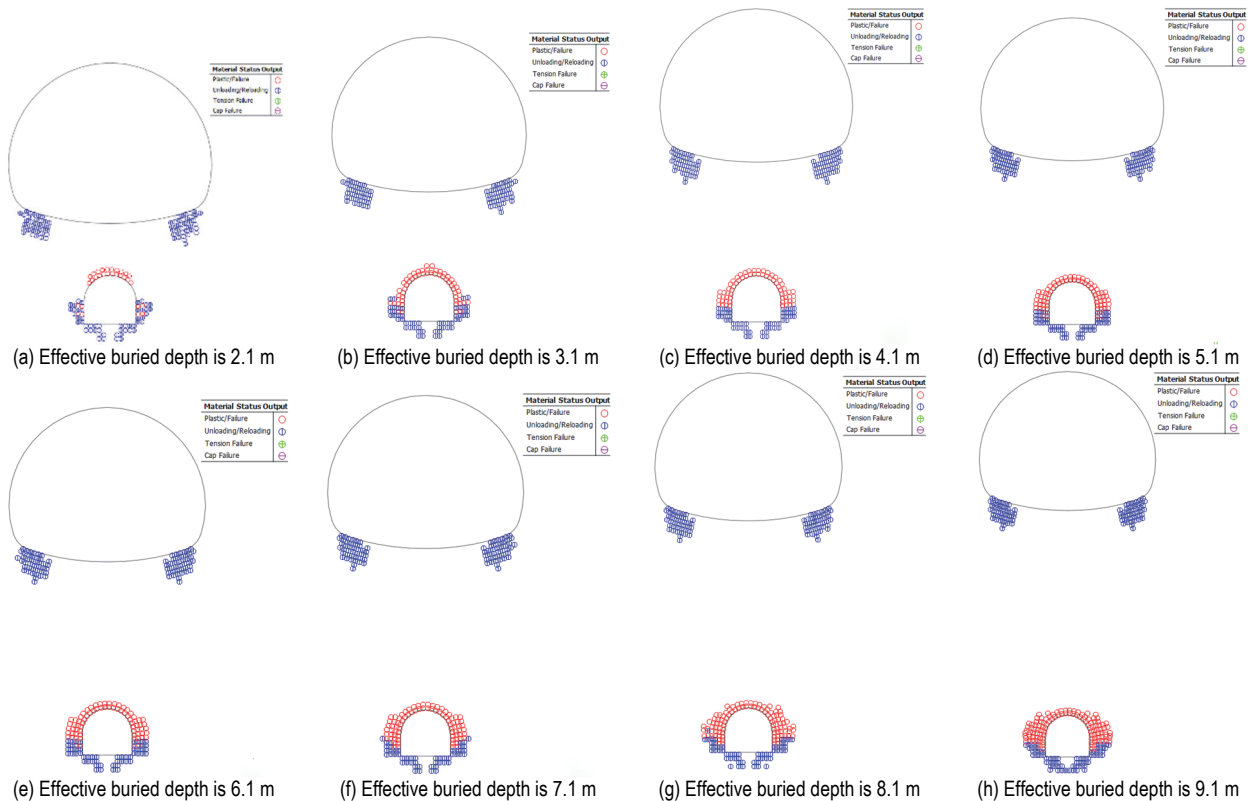 Material Status Output
Plastic/Failure
Unloading/Reloading
Tension Failure
Cap Failure
(a) Effective buried depth is 2.1 m
Material Status Output
Plastic/Failure
Unloading/Reloading
Tension Failure
Cap Failure
(b) Effective buried depth is 3.1 m
Material Status Output
Plastic/Failure
Unloading/Reloading
Tension Failure
Cap Failure
(c) Effective buried depth is 4.1 m
Material Status Output
Plastic/Failure
Unloading/Reloading
Tension Failure
Cap Failure
(d) Effective buried depth is 5.1 m
Material Status Output
Plastic/Failure
Unloading/Reloading
Tension Failure
Cap Failure
(e) Effective buried depth is 6.1 m
Material Status Output
Plastic/Failure
Unloading/Reloading
Tension Failure
Cap Failure
(f) Effective buried depth is 7.1 m
Material Status Output
Plastic/Failure
Unloading/Reloading
Tension Failure
Cap Failure
(g) Effective buried depth is 8.1 m
Material Status Output
Plastic/Failure
Unloading/Reloading
Tension Failure
Cap Failure
(h) Effective buried depth is 9.1 m